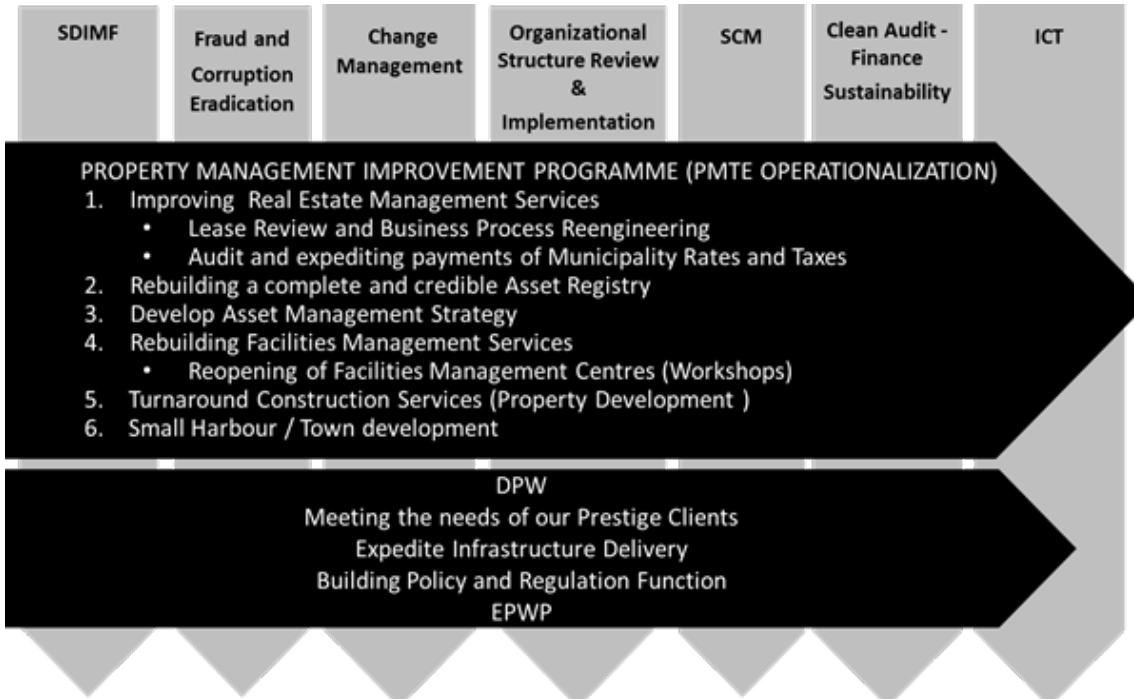 SDIMF
Fraud and
Corruption
Eradication
Change
Management
Organizational
Structure Review
&
Implementation
SCM
Clean Audit -
Finance
Sustainability
ICT
PROPERTY MANAGEMENT IMPROVEMENT PROGRAMME (PMTE OPERATIONALIZATION)
1. Improving Real Estate Management Services
• Lease Review and Business Process Reengineering
• Audit and expediting payments of Municipality Rates and Taxes
2. Rebuilding a complete and credible Asset Registry
3. Develop Asset Management Strategy
4. Rebuilding Facilities Management Services
• Reopening of Facilities Management Centres (Workshops)
5. Turnaround Construction Services (Property Development )
6. Small Harbour / Town development
DPW
Meeting the needs of our Prestige Clients
Expedite Infrastructure Delivery
Building Policy and Regulation Function
EPWP